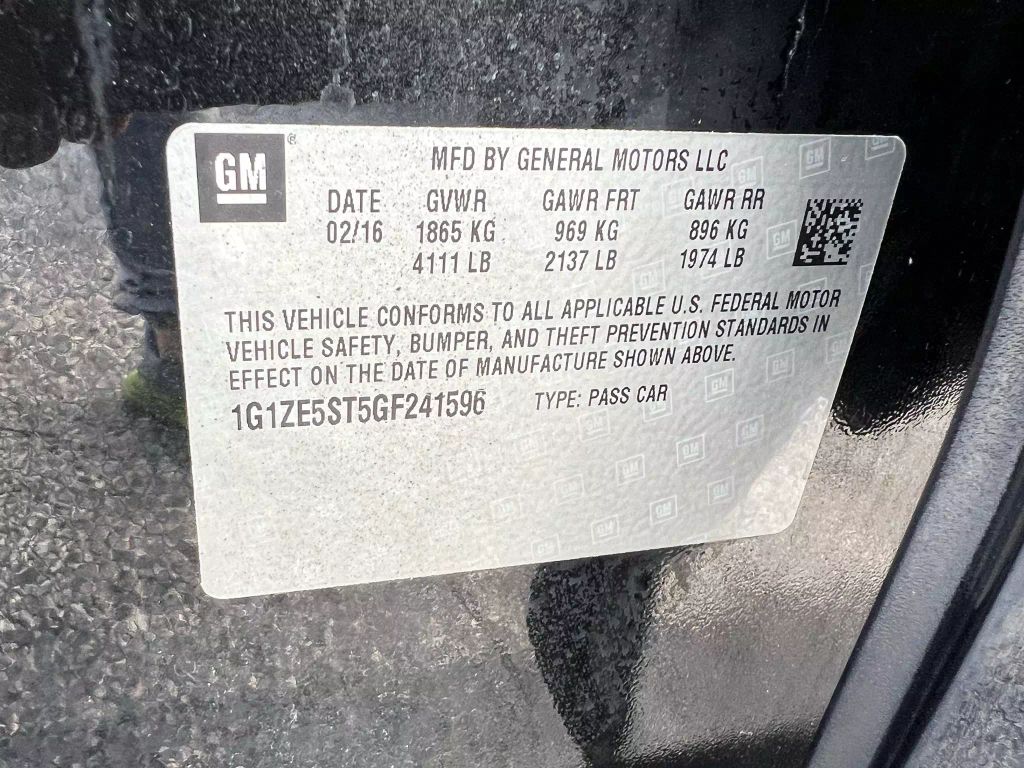 GM®
MFD BY GENERAL MOTORS LLC
DATE GVWR GAWR FRT GAWR RR
02/16 1865 KG 969 KG 896 KG
4111 LB 2137 LB 1974 LB
THIS VEHICLE CONFORMS TO ALL APPLICABLE U.S. FEDERAL MOTOR
VEHICLE SAFETY, BUMPER, AND THEFT PREVENTION STANDARDS IN
EFFECT ON THE DATE OF MANUFACTURE SHOWN ABOVE.
1G1ZE5ST5GF241596 TYPE: PASS CAR